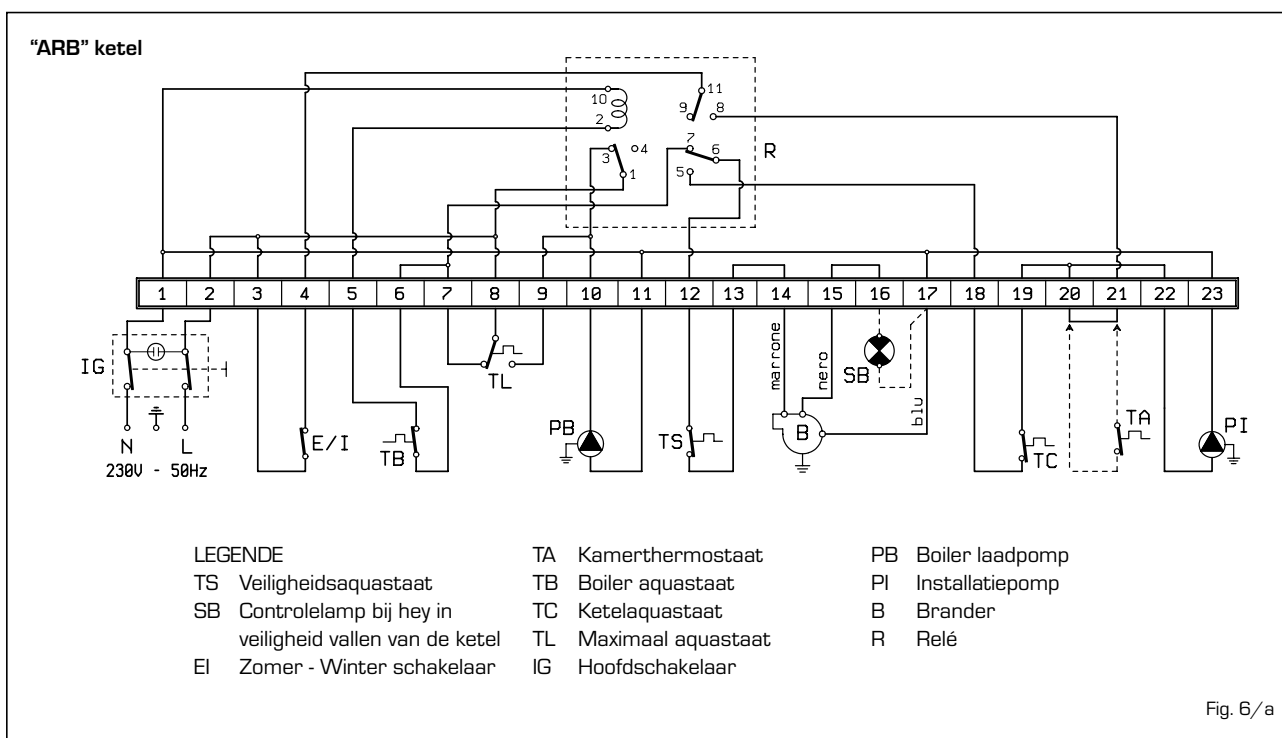 “ARB” ketel
10
11
9
8
2
7
6
R
3
4
1
5
1 2 3 4 5 6 7 8 9 10 11 12 13 14 15 16 17 18 19 20 21 22 23
IG
N
L
230V - 50Hz
E/I
TB
TL
PB
TS
marrone
nero
B
SB
blu
TC
TA
PI
LEGENDE
TS Veiligheidsaquastaat
SB Controlelamp bij hey in
veiligheid vallen van de ketel
EI Zomer - Winter schakelaar
TA Kamerthermostaat
TB Boiler aquastaat
TC Ketelaquastaat
TL Maximaal aquastaat
IG Hoofdschakelaar
PB Boiler laadpomp
PI Installatiepomp
B Brander
R Relé
Fig. 6/a